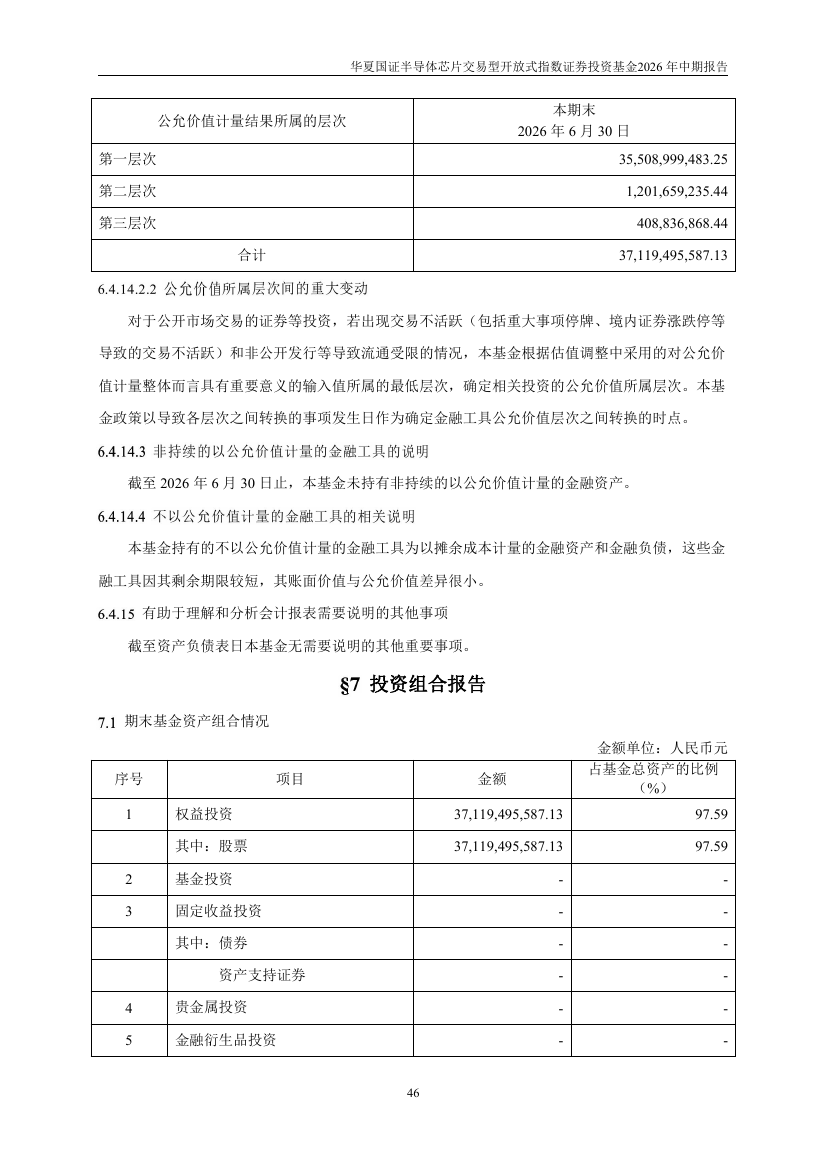 华夏国证半导体芯片交易型开放式指数证券投资基金2026 年中期报告
公允价值计量结果所属的层次
本期末
2026 年 6 月 30 日
第一层次 35,508,999,483.25
第二层次 1,201,659,235.44
第三层次 408,836,868.44
合计 37,119,495,587.13
6.4.14.2.2 公允价值所属层次间的重大变动
对于公开市场交易的证券等投资，若出现交易不活跃（包括重大事项停牌、境内证券涨跌停等
导致的交易不活跃）和非公开发行等导致流通受限的情况，本基金根据估值调整中采用的对公允价
值计量整体而言具有重要意义的输入值所属的最低层次，确定相关投资的公允价值所属层次。本基
金政策以导致各层次之间转换的事项发生日作为确定金融工具公允价值层次之间转换的时点。
6.4.14.3 非持续的以公允价值计量的金融工具的说明
截至 2026 年 6 月 30 日止，本基金未持有非持续的以公允价值计量的金融资产。
6.4.14.4 不以公允价值计量的金融工具的相关说明
本基金持有的不以公允价值计量的金融工具为以摊余成本计量的金融资产和金融负债，这些金
融工具因其剩余期限较短，其账面价值与公允价值差异很小。
6.4.15 有助于理解和分析会计报表需要说明的其他事项
截至资产负债表日本基金无需要说明的其他重要事项。
§7 投资组合报告
7.1 期末基金资产组合情况
金额单位：人民币元
序号 项目 金额 占基金总资产的比例
（%）
1 权益投资 37,119,495,587.13 97.59
其中：股票 37,119,495,587.13 97.59
2 基金投资 - -
3 固定收益投资 - -
其中：债券 - -
资产支持证券 - -
4 贵金属投资 - -
5 金融衍生品投资 - -
46